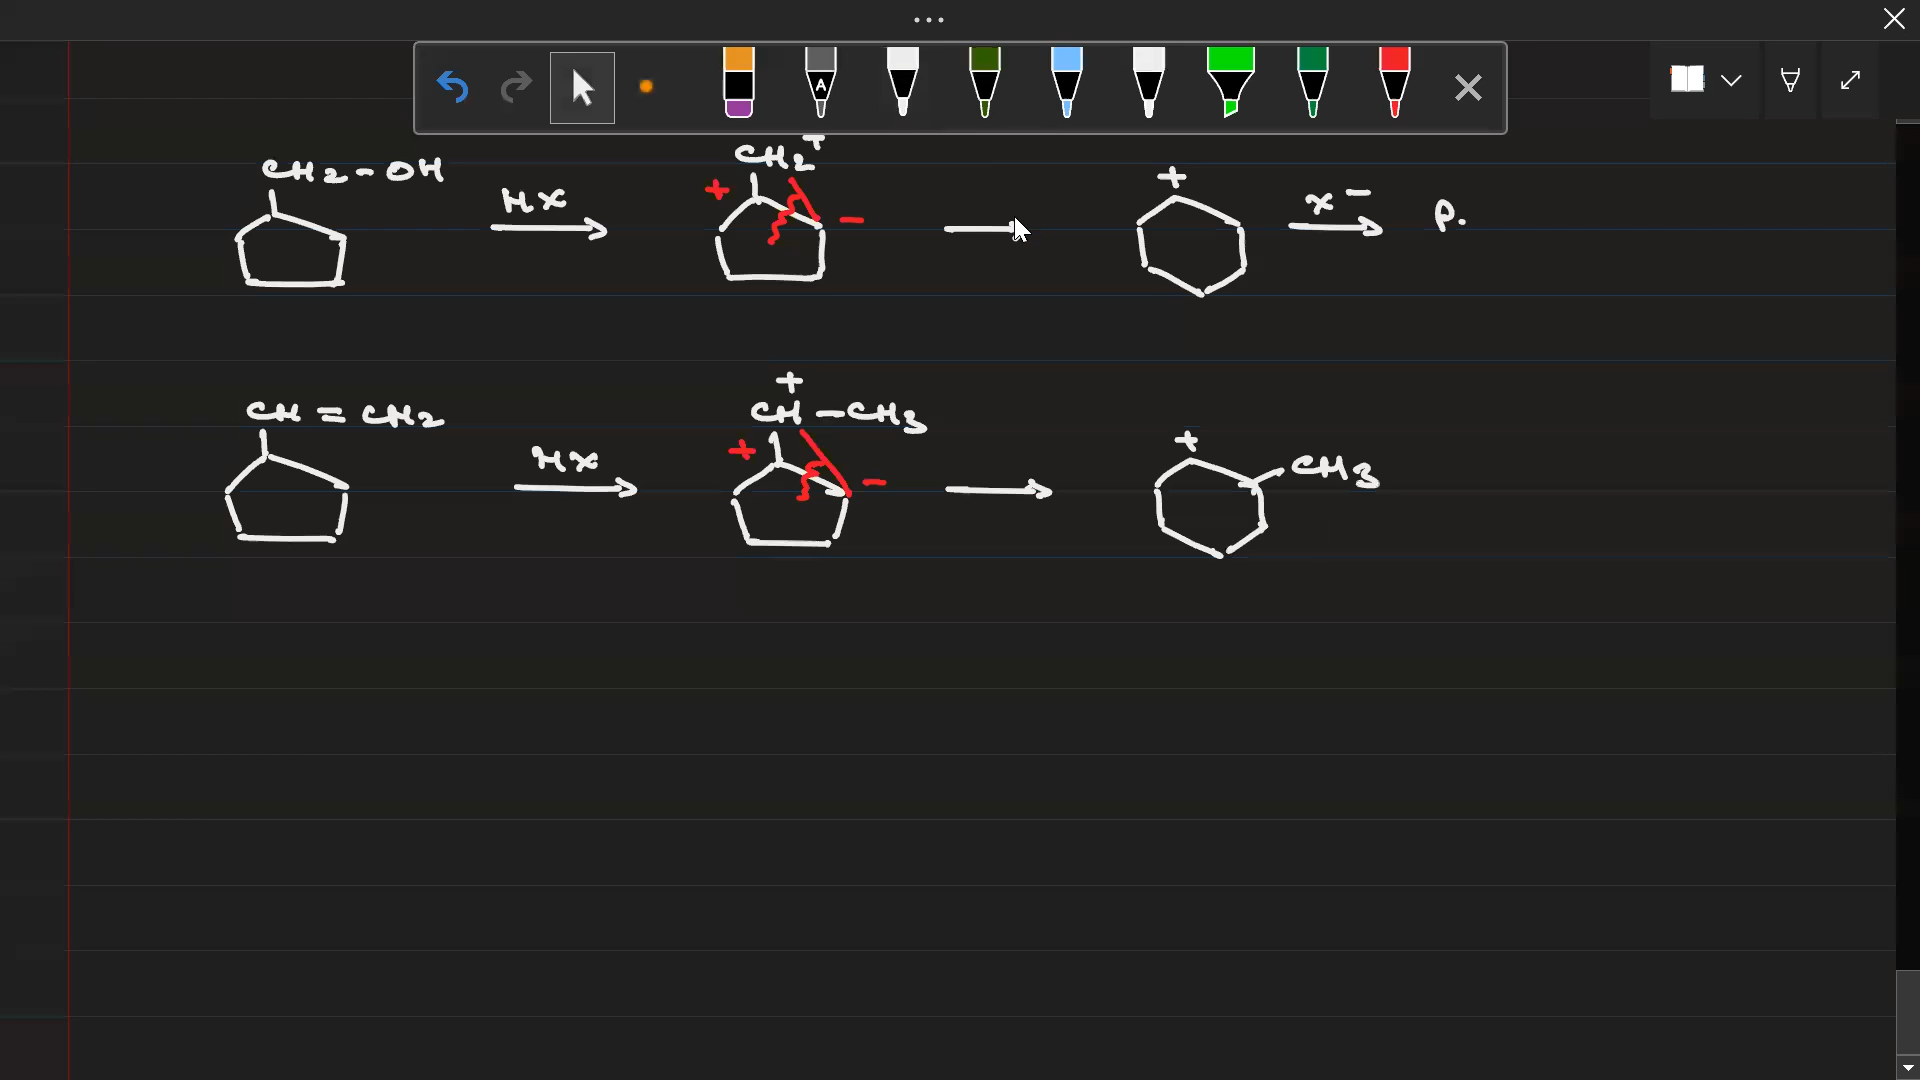 CH2-OH HX CH2+ + - + X- P.
CH=CH2 HX +CH-CH3 + - + CH3